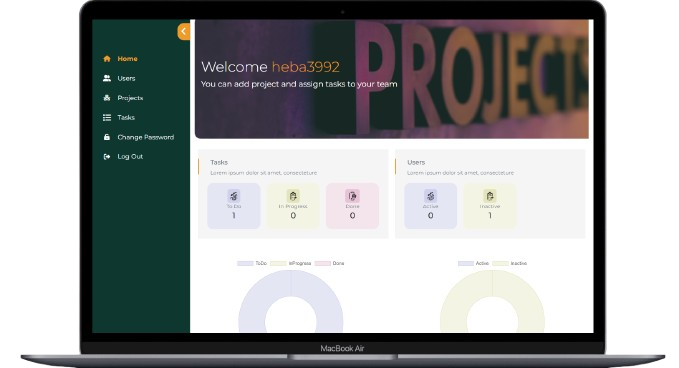 Home
Users
Projects
Tasks
Change Password
Log Out
Welcome heba3992
You can add project and assign tasks to your team
PROJECTS
Tasks
Lorem ipsum dolor sit amet, consecteture
To Do
1
In Progress
0
Done
0
Users
Lorem ipsum dolor sit amet, consecteture
Active
0
Inactive
1
ToDo InProgress Done
Active Inactive
MacBook Air